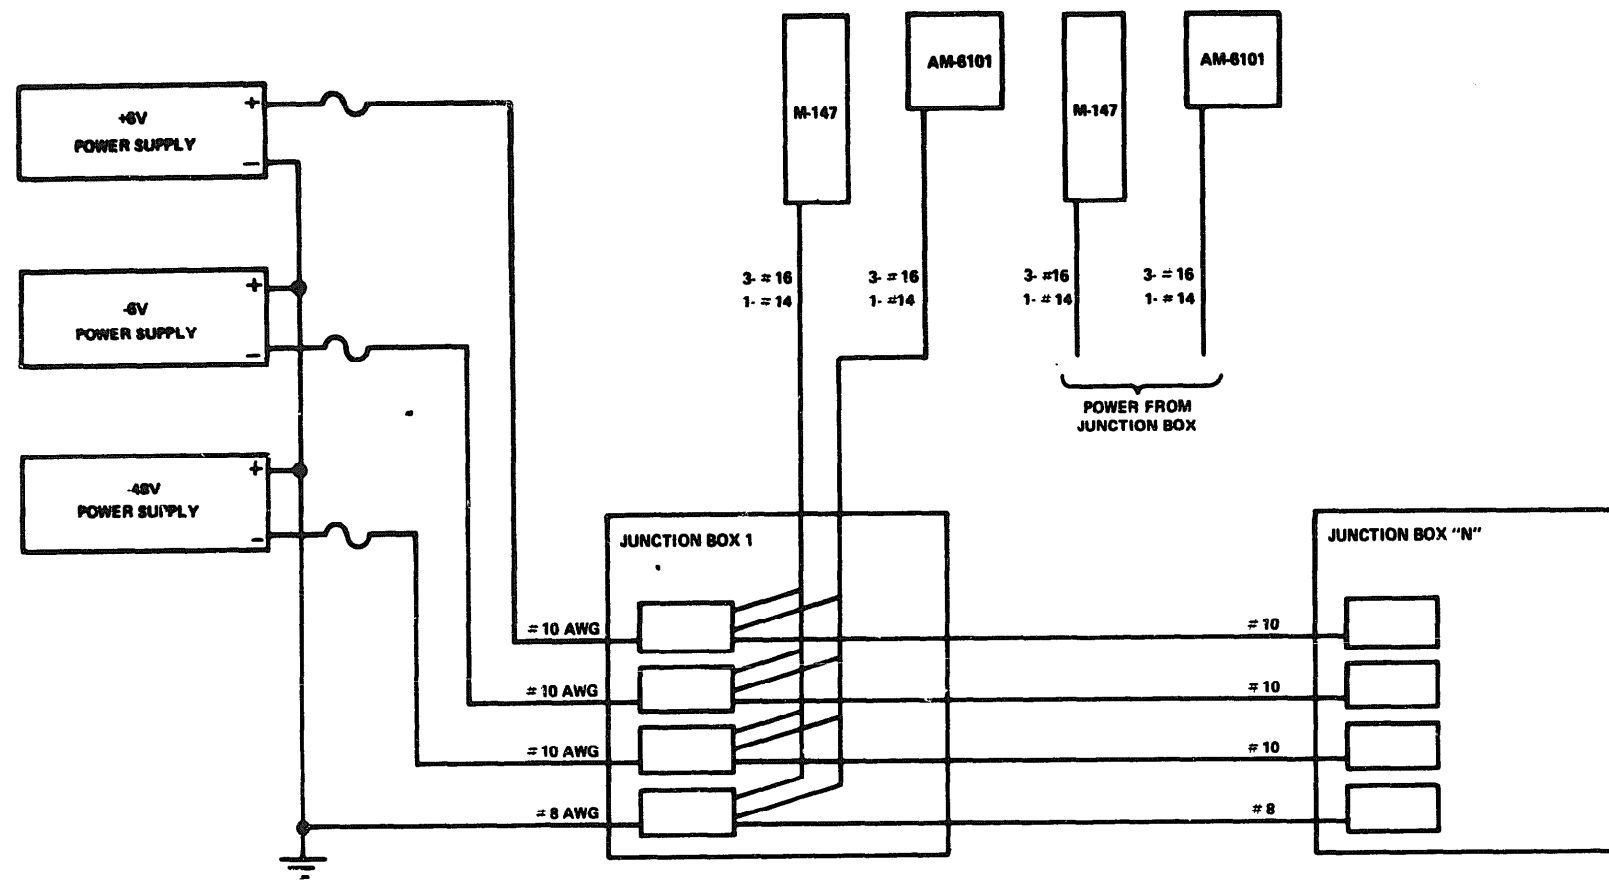 +6V
POWER SUPPLY
+
−
-6V
POWER SUPPLY
+
−
-48V
POWER SUPPLY
+
−
M-147
AM-6101
M-147
AM-6101
3- #16
1- #14
3- #16
1- #14
3- #16
1- #14
3- #16
1- #14
POWER FROM
JUNCTION BOX
JUNCTION BOX 1
JUNCTION BOX "N"
#10 AWG
#10 AWG
#10 AWG
#8 AWG
#10
#10
#10
#8